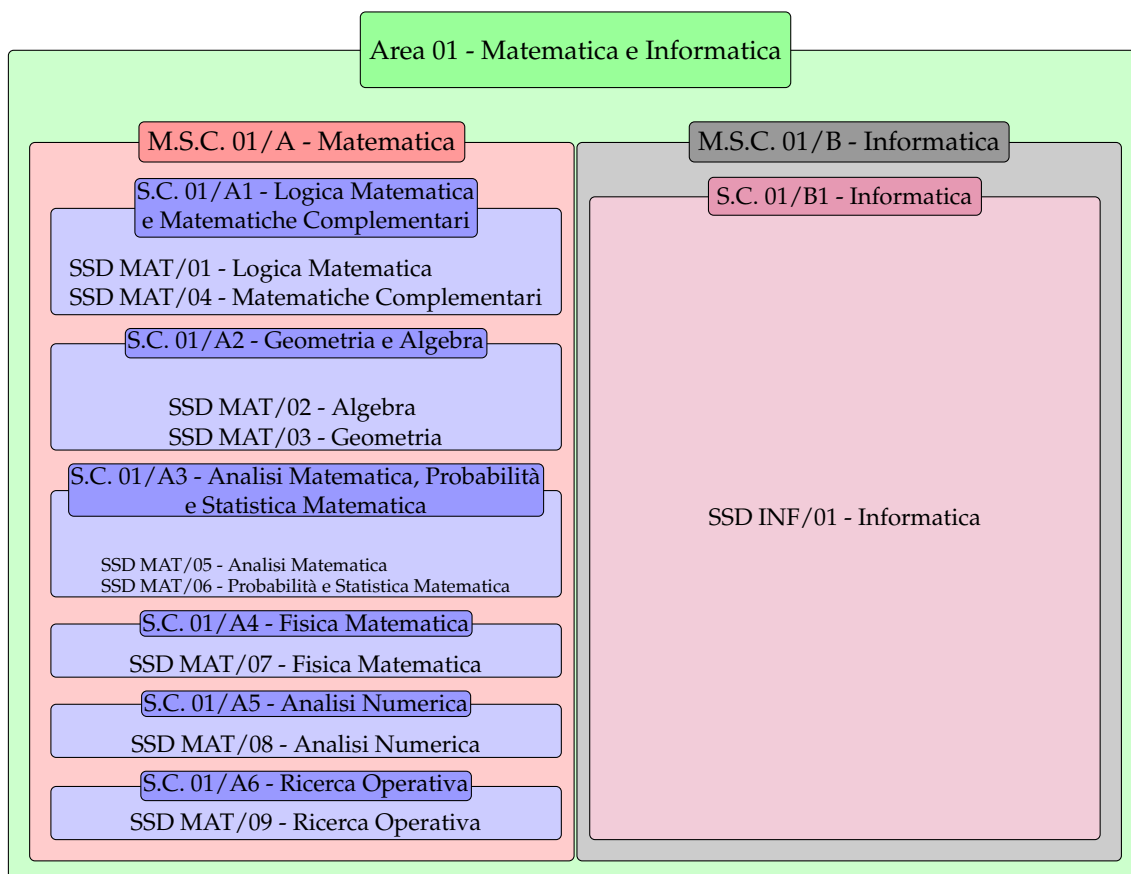 Area 01 - Matematica e Informatica
M.S.C. 01/A - Matematica
S.C. 01/A1 - Logica Matematica
e Matematiche Complementari
SSD MAT/01 - Logica Matematica
SSD MAT/04 - Matematiche Complementari
S.C. 01/A2 - Geometria e Algebra
SSD MAT/02 - Algebra
SSD MAT/03 - Geometria
S.C. 01/A3 - Analisi Matematica, Probabilità
e Statistica Matematica
SSD MAT/05 - Analisi Matematica
SSD MAT/06 - Probabilità e Statistica Matematica
S.C. 01/A4 - Fisica Matematica
SSD MAT/07 - Fisica Matematica
S.C. 01/A5 - Analisi Numerica
SSD MAT/08 - Analisi Numerica
S.C. 01/A6 - Ricerca Operativa
SSD MAT/09 - Ricerca Operativa
M.S.C. 01/B - Informatica
S.C. 01/B1 - Informatica
SSD INF/01 - Informatica